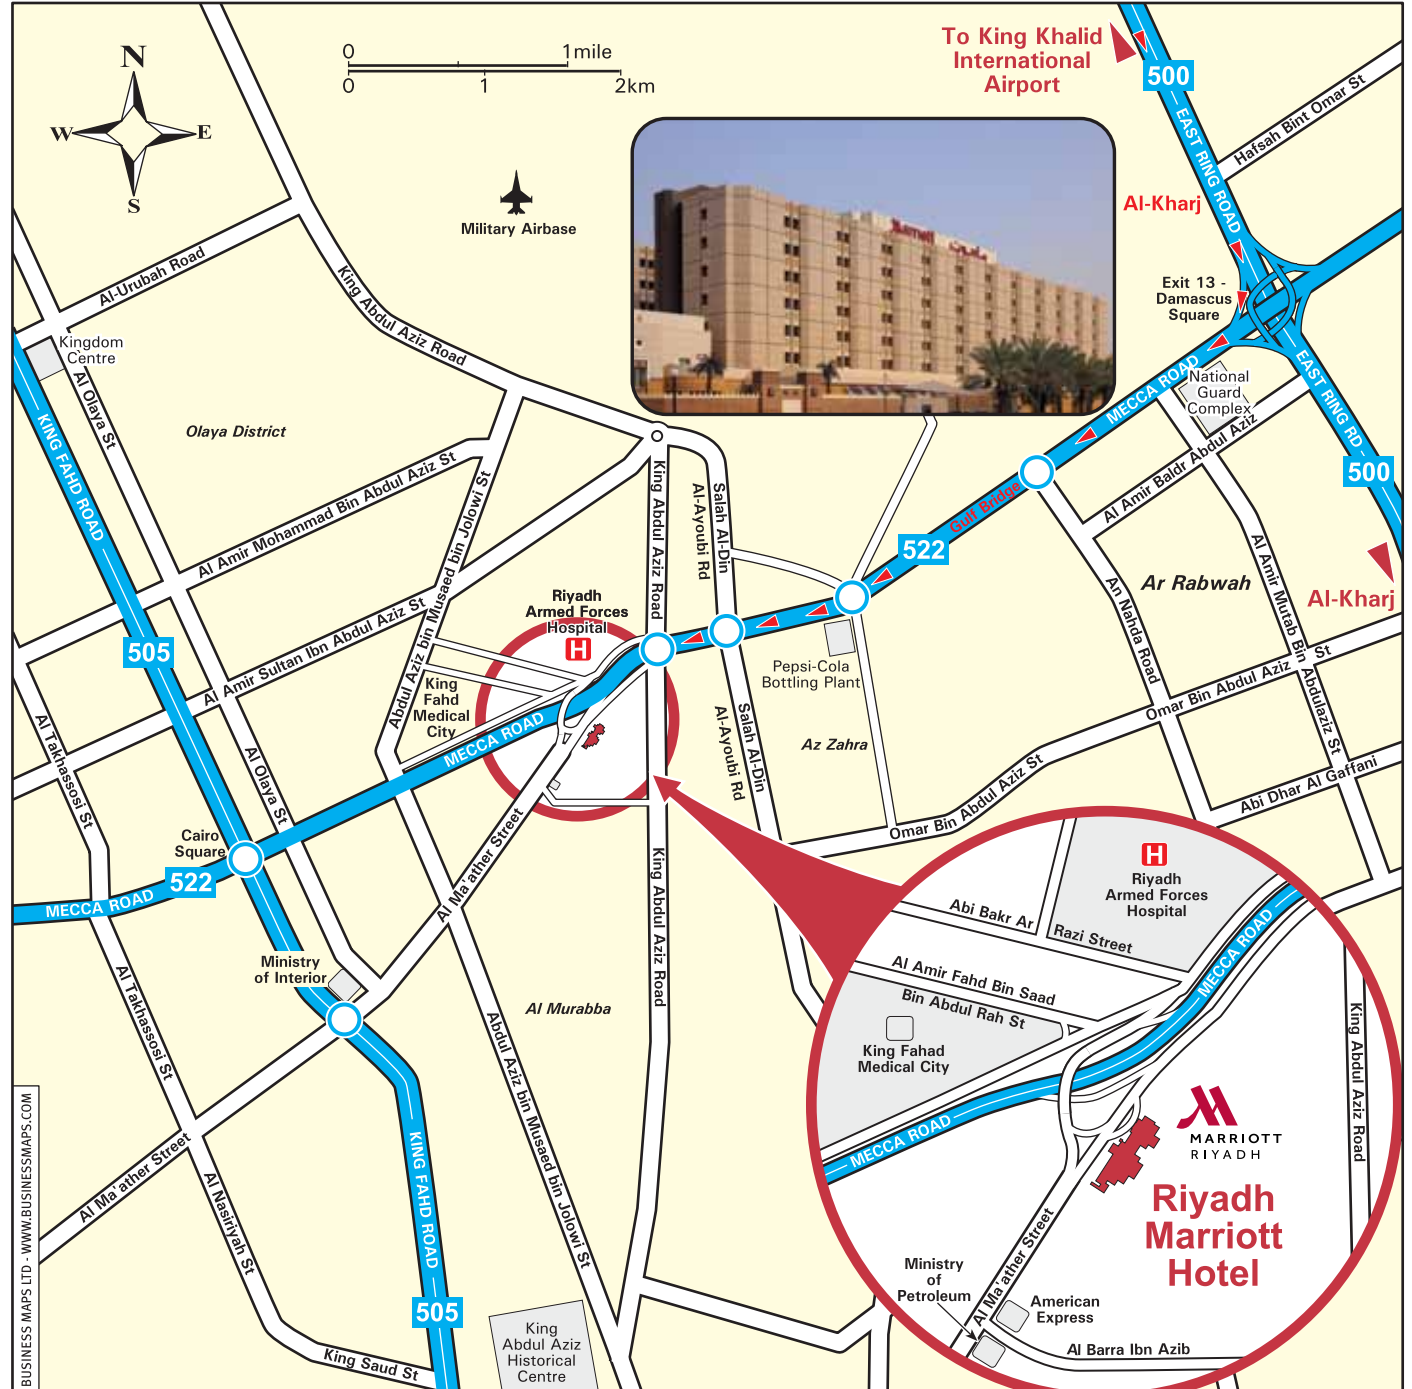 N
W
E
S
0
1mile
0
1
2km
To King Khalid
International
Airport
500
EAST RING ROAD
Hafsah Bint Omar St
Al-Kharj
Exit 13 -
Damascus
Square
Military Airbase
Marriott
ماريوت
Al-Urubah Road
King Abdul Aziz Road
Kingdom
Centre
Al Olaya St
KING FAHD ROAD
Olaya District
MECCA ROAD
National
Guard
Complex
EAST RING RD
500
Al Amir Baldr Abdul Aziz
Al Amir Mohammad Bin Abdul Aziz St
Abdul Aziz bin Musaed bin Jolowi St
King Abdul Aziz Road
Salah Al-Din
Al-Ayoubi Rd
Gulf Bridge
522
Al Amir Sultan Ibn Abdul Aziz St
Riyadh
Armed Forces
Hospital
H
An Nahda Road
Ar Rabwah
Al Amir Mutab Bin Abdulaziz St
Al-Kharj
505
King
Fahd
Medical
City
Pepsi-Cola
Bottling Plant
Omar Bin Abdul Aziz St
Al Takhassosi St
Al Olaya St
MECCA ROAD
Salah Al-Din
Al-Ayoubi Rd
Az Zahra
Omar Bin Abdul Aziz St
Abi Dhar Al Gaffani
Cairo
Square
522
MECCA ROAD
Al Ma'ather Street
King Abdul Aziz Road
H
Riyadh
Armed Forces
Hospital
Abi Bakr Ar
Razi Street
MECCA ROAD
Al Amir Fahd Bin Saad
Bin Abdul Rah St
King Fahad
Medical City
Ministry
of Interior
Al Takhassosi St
Al Murabba
Abdul Aziz bin Musaed bin Jolowi St
King Abdul Aziz Road
MECCA ROAD
MARRIOTT
RIYADH
Riyadh
Marriott
Hotel
Al Ma'ather Street
Al Nasiriyah St
KING FAHD ROAD
505
King Saud St
King
Abdul Aziz
Historical
Centre
Ministry
of
Petroleum
Al Ma'ather Street
American
Express
Al Barra Ibn Azib
BUSINESS MAPS LTD - WWW.BUSINESSMAPS.COM